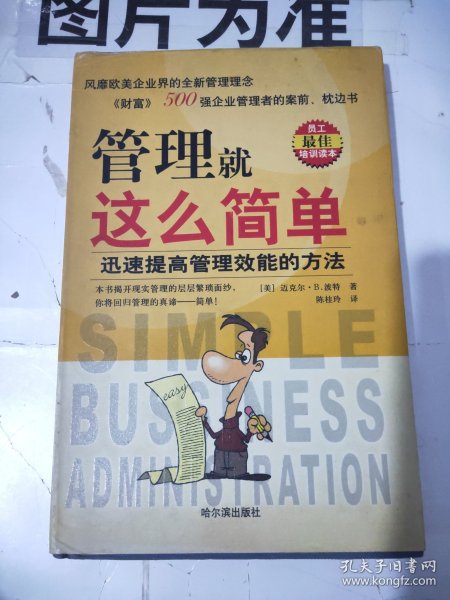 图片为准
风靡欧美企业界的全新管理理念
《财富》500强企业管理者的案前、枕边书
员工
最佳
培训读本
管理就
这么简单
迅速提高管理效能的方法
本书揭开现实管理的层层繁琐面纱，
你将回归管理的真谛——简单！
［美］迈克尔·B.波特 著
陈桂玲 译
SIMPLE
BUSSINESS
ADMINISTRATION
easy
哈尔滨出版社
孔夫子旧书网
www.kongfz.com